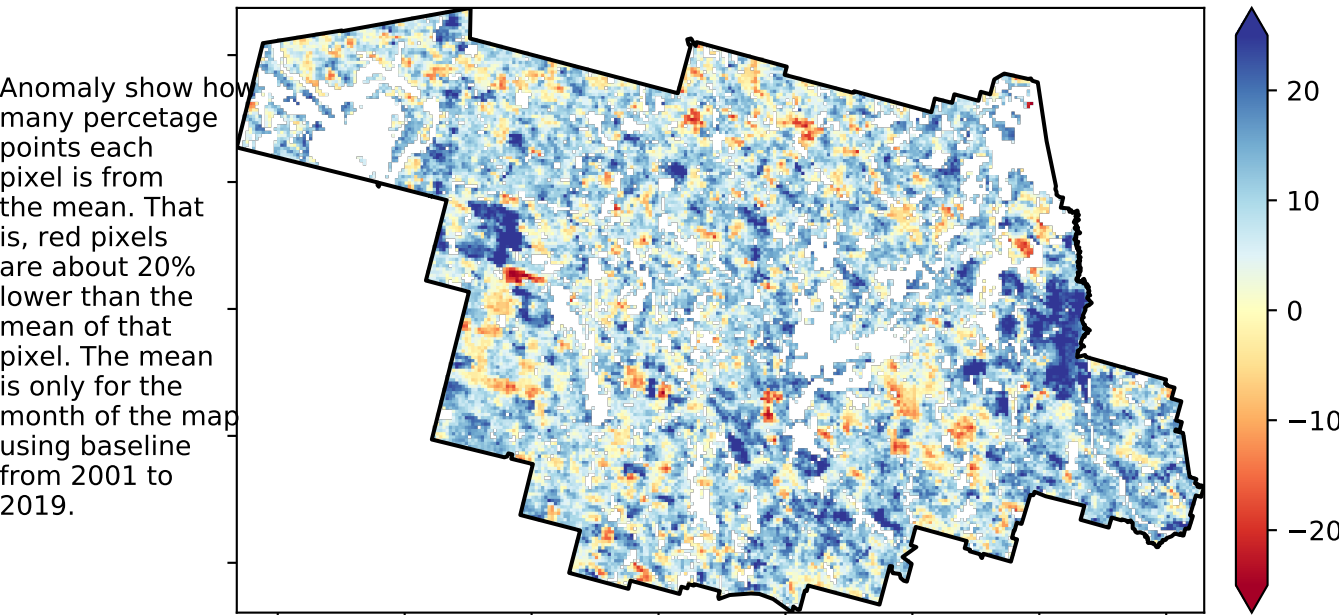 Anomaly show how
many percetage
points each
pixel is from
the mean. That
is, red pixels
are about 20%
lower than the
mean of that
pixel. The mean
is only for the
month of the map
using baseline
from 2001 to
2019.
20
10
0
−10
−20